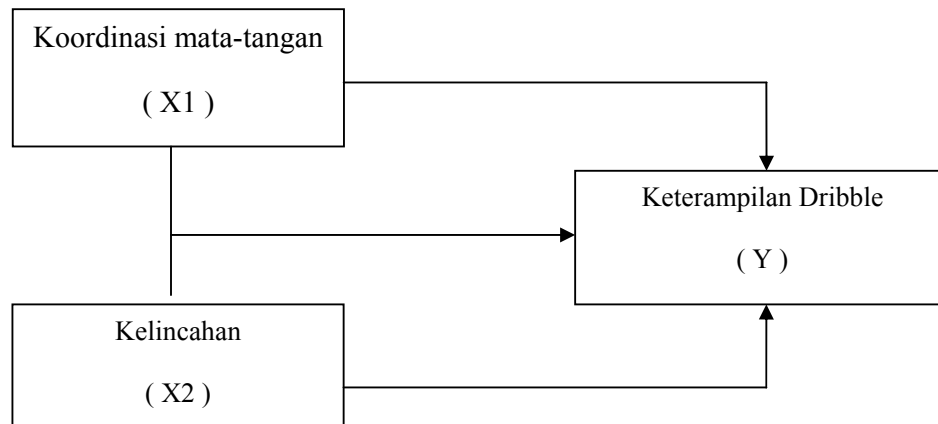 Koordinasi mata-tangan
( X1 )
Keterampilan Dribble
( Y )
Kelincahan
( X2 )